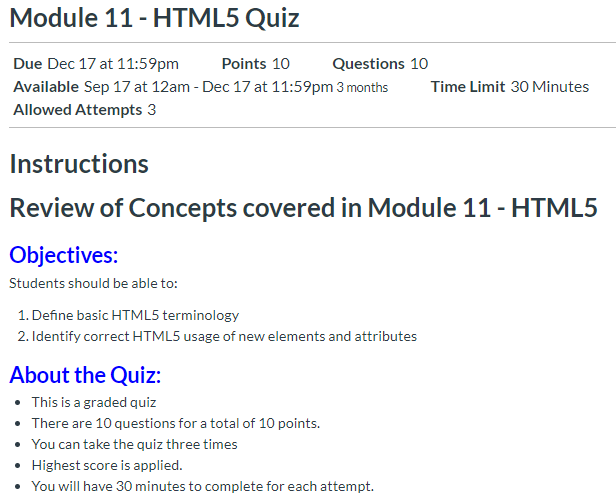 Module 11 - HTML5 Quiz
Due Dec 17 at 11:59pm Points 10 Questions 10
Available Sep 17 at 12am - Dec 17 at 11:59pm 3 months Time Limit 30 Minutes
Allowed Attempts 3
Instructions
Review of Concepts covered in Module 11 - HTML5
Objectives:
Students should be able to:
1. Define basic HTML5 terminology
2. Identify correct HTML5 usage of new elements and attributes
About the Quiz:
• This is a graded quiz
• There are 10 questions for a total of 10 points.
• You can take the quiz three times
• Highest score is applied.
• You will have 30 minutes to complete for each attempt.